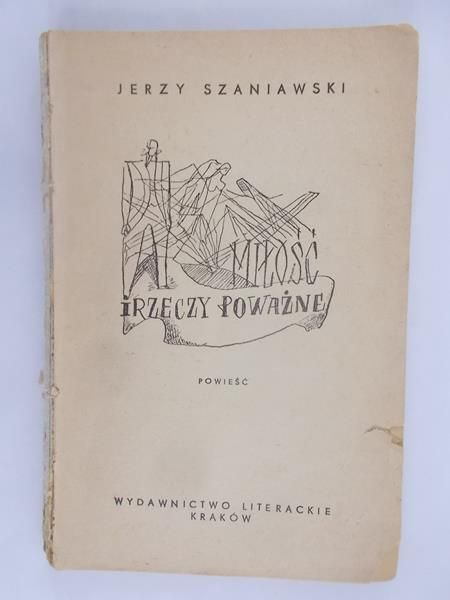 JERZY SZANIAWSKI
MIŁOŚĆ
I RZECZY POWAŻNE
POWIEŚĆ
WYDAWNICTWO LITERACKIE
KRAKÓW